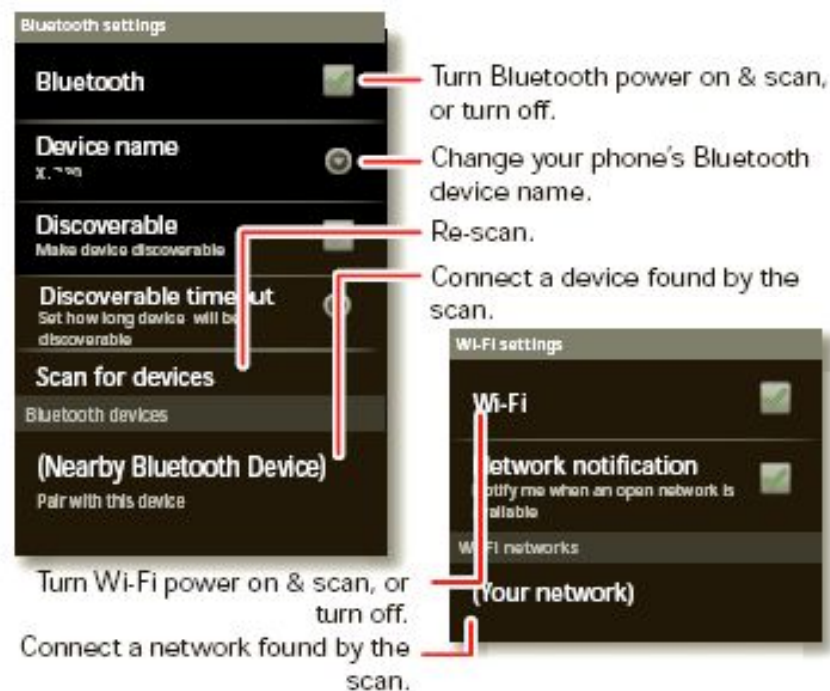 Bluetooth settings
Bluetooth
Turn Bluetooth power on & scan,
or turn off.
Device name
Change your phone's Bluetooth
device name.
Discoverable
Make device discoverable
Re-scan.
Discoverable timeout
Set how long device will be
discoverable
Connect a device found by the
scan.
Scan for devices
Bluetooth devices
(Nearby Bluetooth Device)
Pair with this device
Wi-Fi settings
Wi-Fi
Network notification
Notify me when an open network is
available
Wi-Fi networks
(Your network)
Turn Wi-Fi power on & scan, or
turn off.
Connect a network found by the
scan.